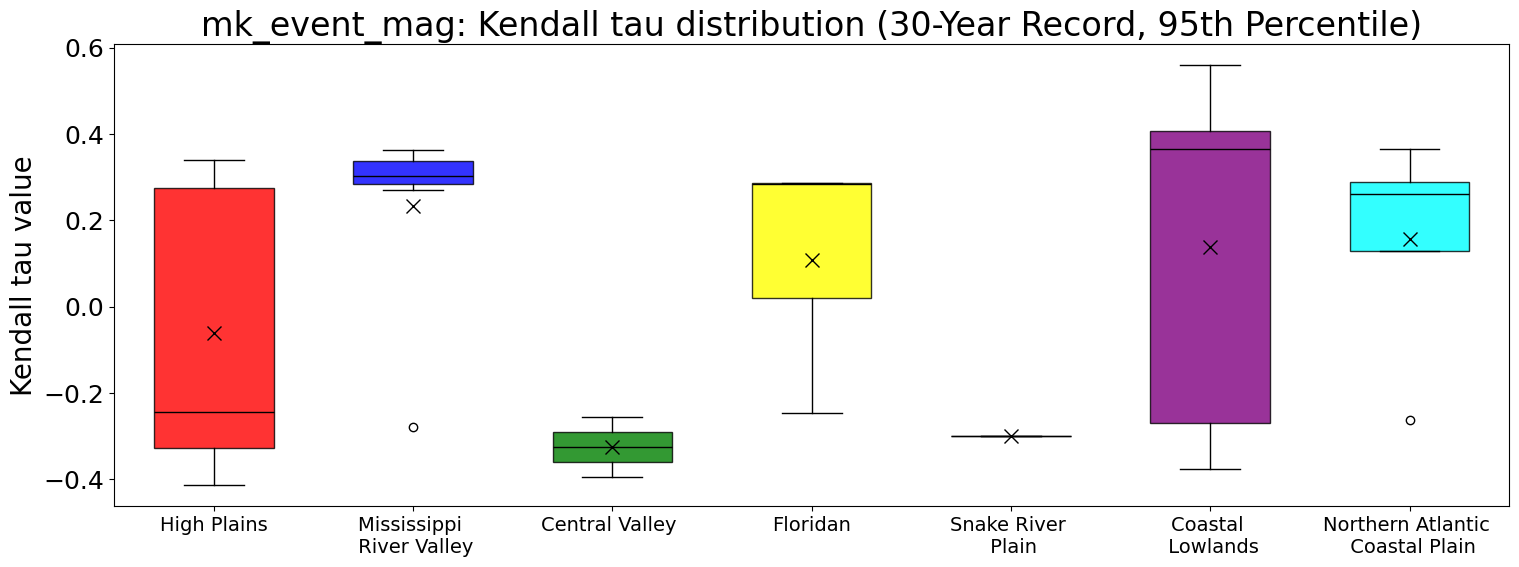 mk_event_mag: Kendall tau distribution (30-Year Record, 95th Percentile)
Kendall tau value
0.6
0.4
0.2
0.0
−0.2
−0.4
High Plains
Mississippi
River Valley
Central Valley
Floridan
Snake River
Plain
Coastal
Lowlands
Northern Atlantic
Coastal Plain